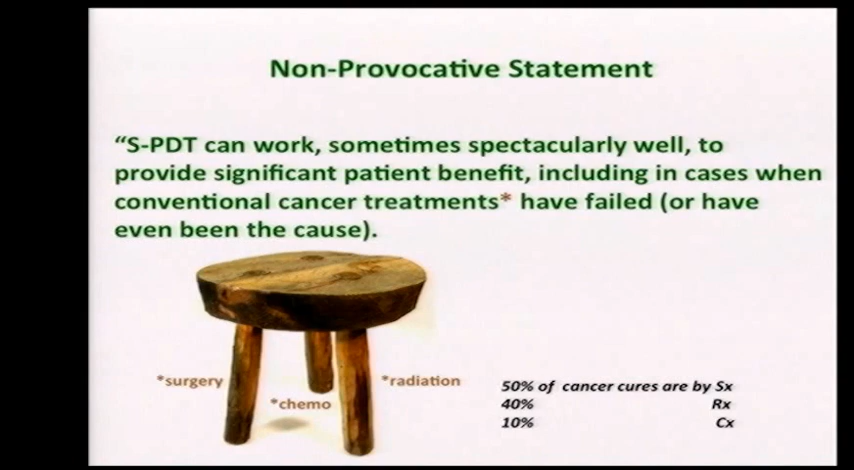 Non-Provocative Statement
“S-PDT can work, sometimes spectacularly well, to
provide significant patient benefit, including in cases when
conventional cancer treatments* have failed (or have
even been the cause).
*surgery
*chemo
*radiation
50% of cancer cures are by Sx
40% Rx
10% Cx